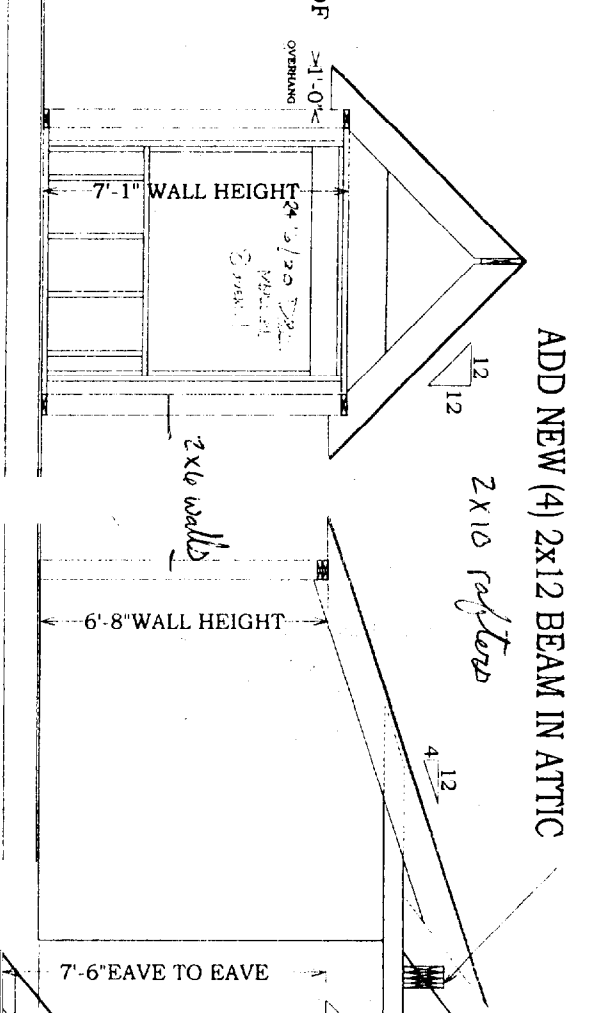 OF
1'-0"
OVERHANG
7'-1" WALL HEIGHT
12
12
ADD NEW (4) 2x12 BEAM IN ATTIC
2x10 rafters
2x6 walls
6'-8"WALL HEIGHT
4
12
7'-6"EAVE TO EAVE